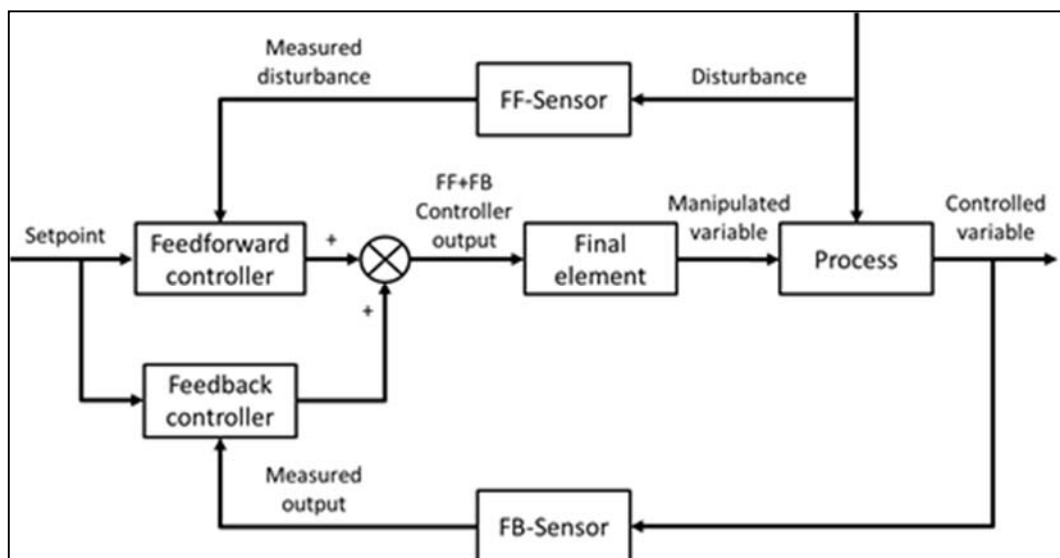 Measured
disturbance
FF-Sensor
Disturbance
FF+FB
Controller
output
Manipulated
variable
Controlled
variable
Setpoint
Feedforward
controller
+
Final
element
Process
+
Feedback
controller
Measured
output
FB-Sensor